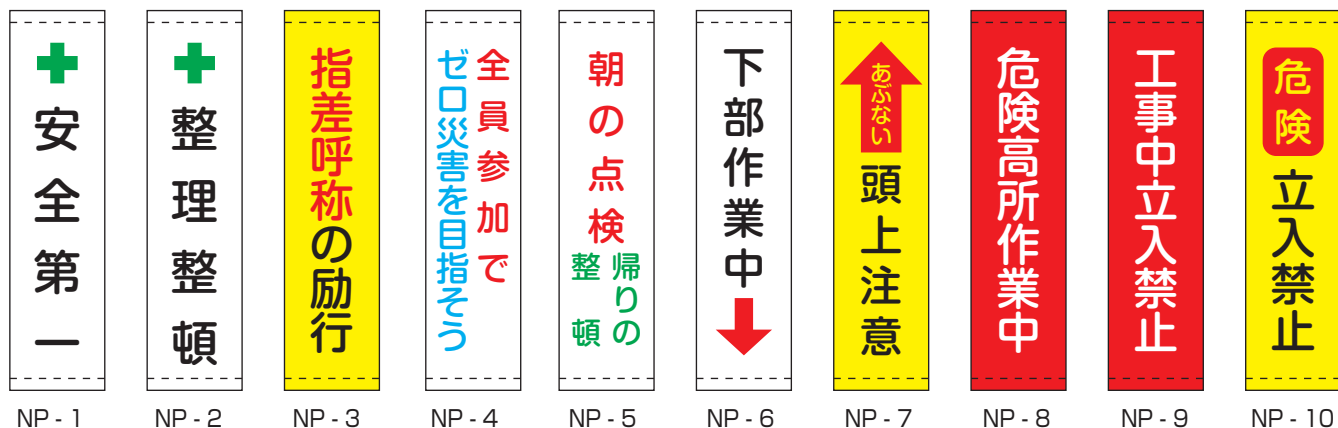 安全第一
整理整頓
指差呼称の励行
全員参加で
ゼロ災害を目指そう
朝の点検
帰りの
整頓
下部作業中
あぶない
頭上注意
危険高所作業中
工事中立入禁止
危険
立入禁止
NP - 1
NP - 2
NP - 3
NP - 4
NP - 5
NP - 6
NP - 7
NP - 8
NP - 9
NP - 10